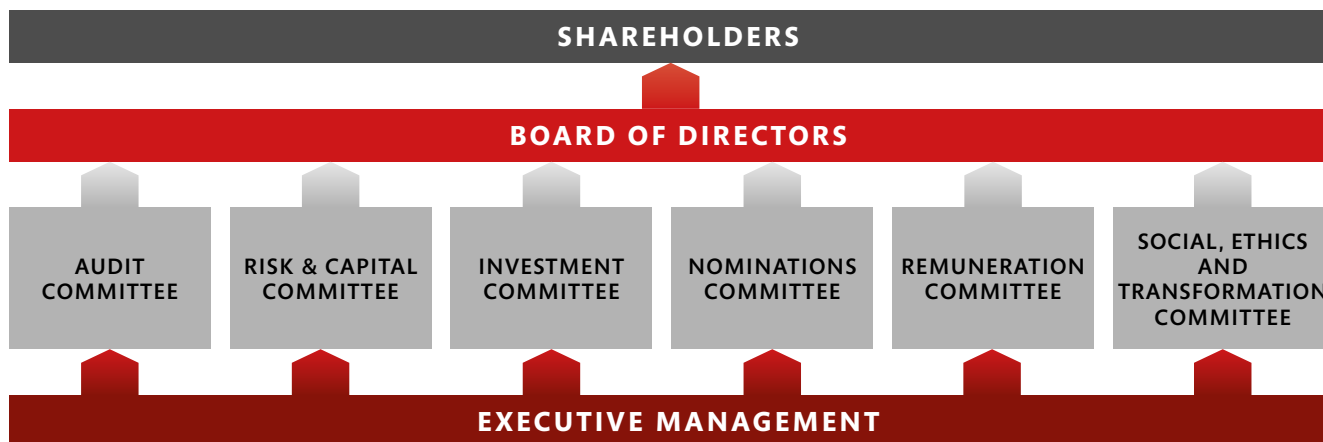 SHAREHOLDERS
BOARD OF DIRECTORS
AUDIT
COMMITTEE
RISK & CAPITAL
COMMITTEE
INVESTMENT
COMMITTEE
NOMINATIONS
COMMITTEE
REMUNERATION
COMMITTEE
SOCIAL, ETHICS
AND
TRANSFORMATION
COMMITTEE
EXECUTIVE MANAGEMENT